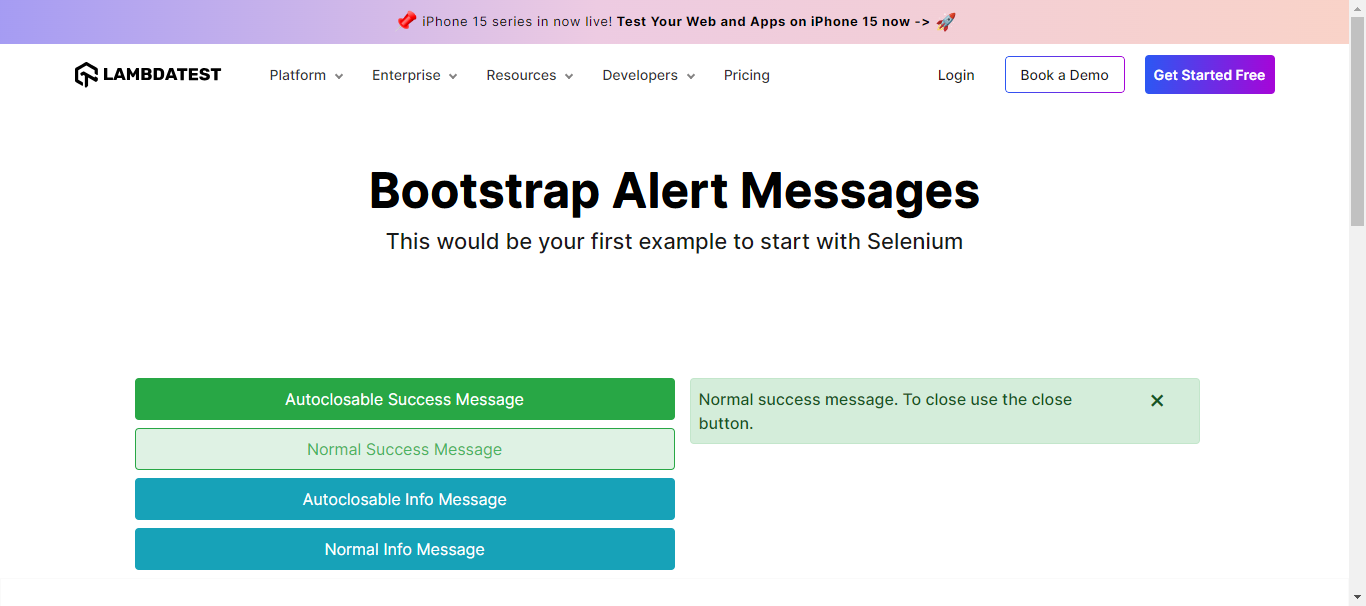 iPhone 15 series in now live! Test Your Web and Apps on iPhone 15 now ->
LAMBDATEST
Platform
Enterprise
Resources
Developers
Pricing
Login
Book a Demo
Get Started Free
Bootstrap Alert Messages
This would be your first example to start with Selenium
Autoclosable Success Message
Normal Success Message
Autoclosable Info Message
Normal Info Message
Normal success message. To close use the close
button.